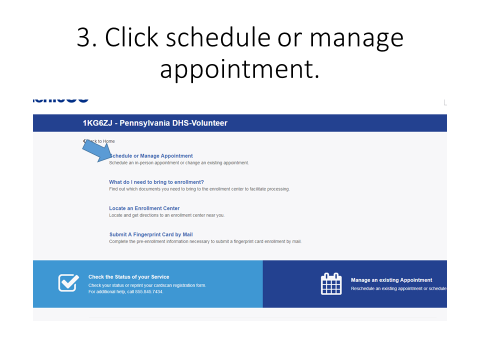 3. Click schedule or manage
appointment.
1KG6ZJ - Pennsylvania DHS-Volunteer
to Home
Schedule or Manage Appointment
Schedule an in-person appointment or change an existing appointment.
What do I need to bring to enrollment?
Find out which documents you need to bring to the enrollment center to facilitate processing.
Locate an Enrollment Center
Locate and get directions to an enrollment center near you.
Submit A Fingerprint Card by Mail
Complete the pre-enrollment information necessary to submit a fingerprint card enrollment by mail.
Check the Status of your Service
Check your status or reprint your cardscan registration form.
For additional help, call 855.845.7434.
Manage an existing Appointment
Reschedule an existing appointment or schedule